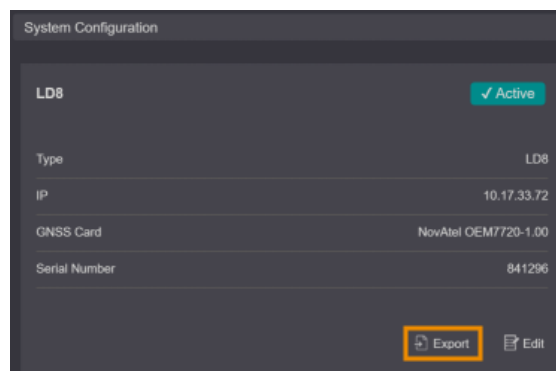 System Configuration
LD8 ✓ Active
Type LD8
IP 10.17.33.72
GNSS Card NovAtel OEM7720-1.00
Serial Number 841296
Export Edit